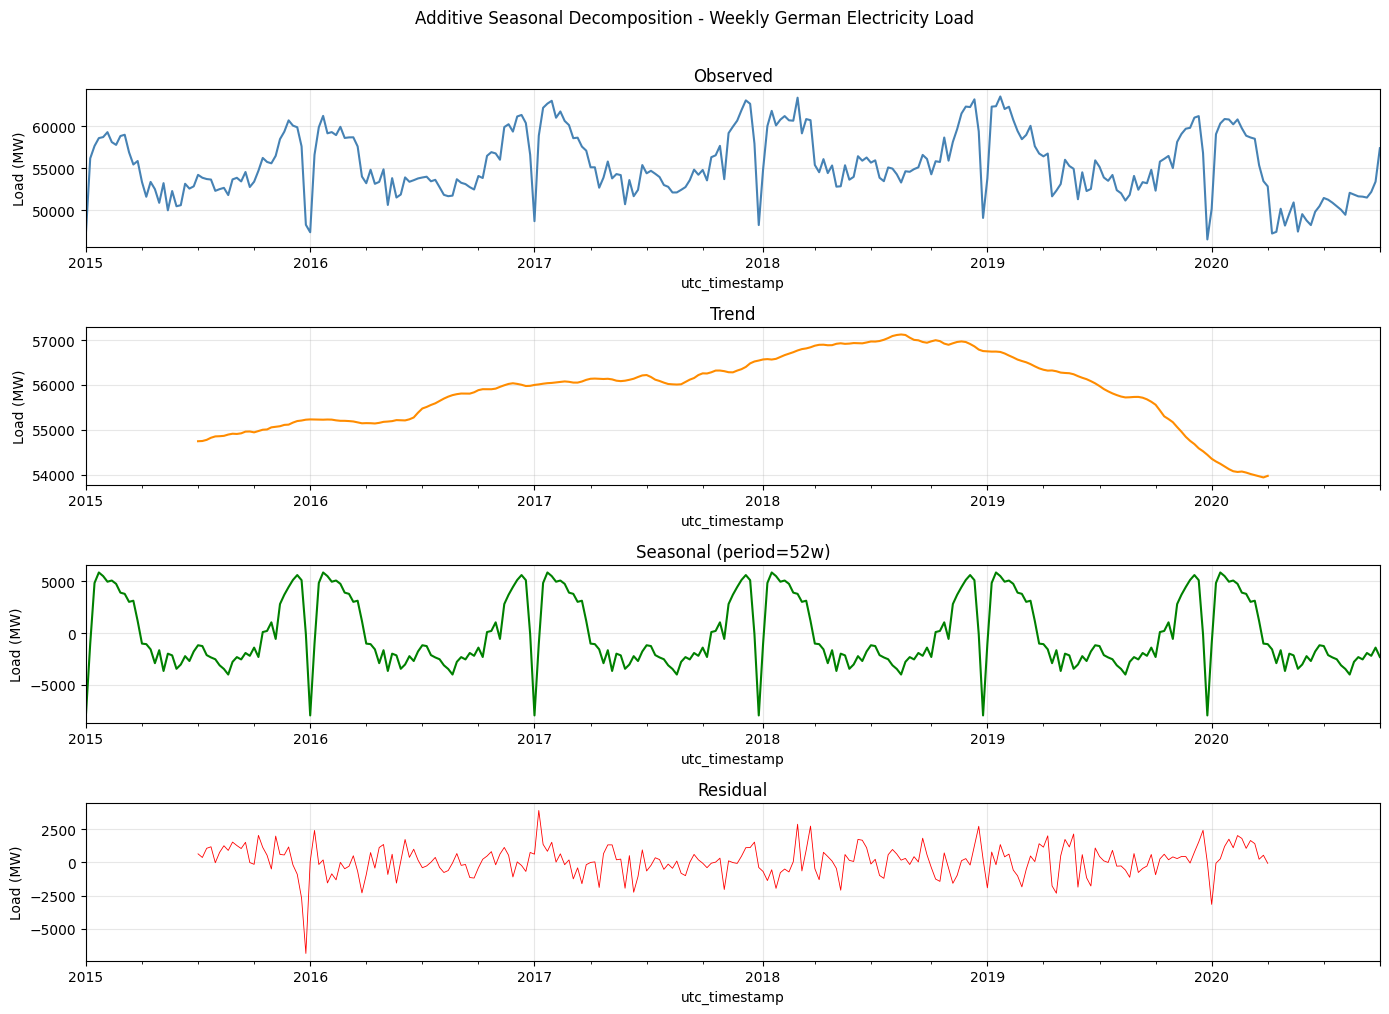 Additive Seasonal Decomposition - Weekly German Electricity Load
Observed
Load (MW)
60000
55000
50000
2015 2016 2017 2018 2019 2020
utc_timestamp
Trend
Load (MW)
57000
56000
55000
54000
2015 2016 2017 2018 2019 2020
utc_timestamp
Seasonal (period=52w)
Load (MW)
5000
0
−5000
2015 2016 2017 2018 2019 2020
utc_timestamp
Residual
Load (MW)
2500
0
−2500
−5000
2015 2016 2017 2018 2019 2020
utc_timestamp